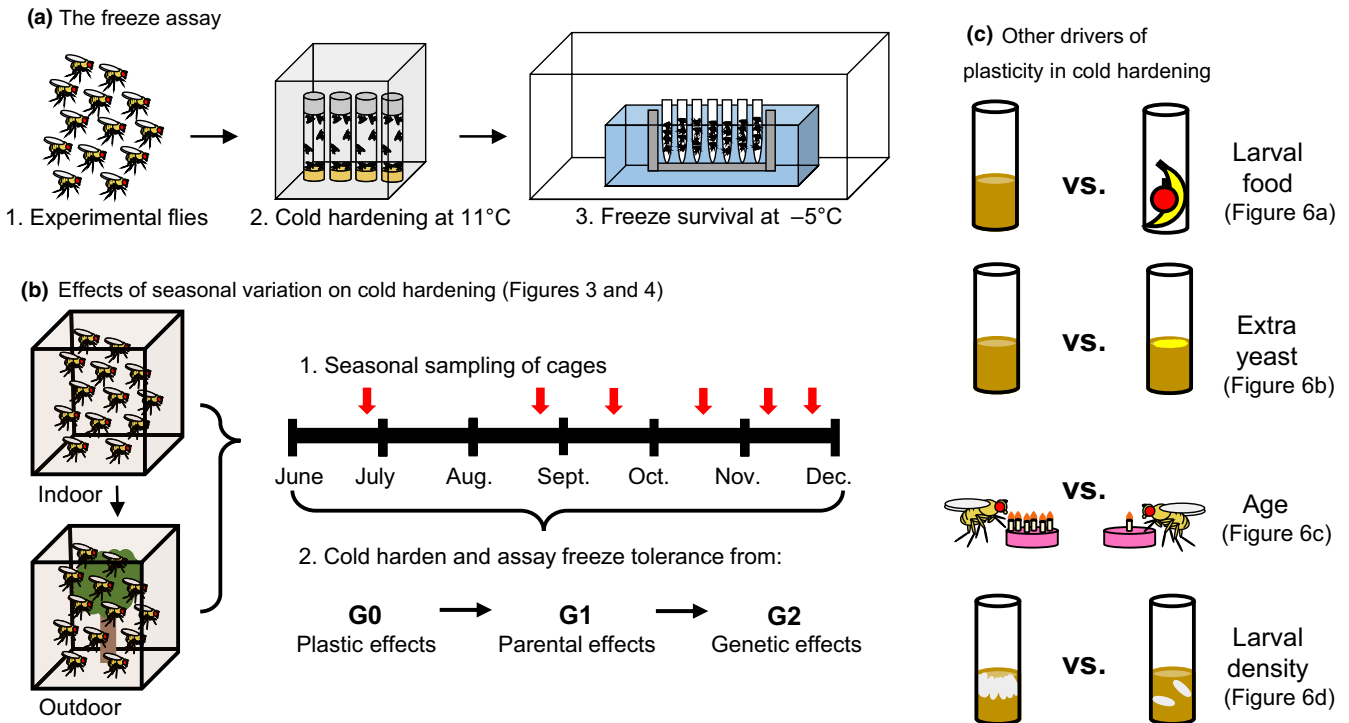 (a) The freeze assay
1. Experimental flies
2. Cold hardening at 11°C
3. Freeze survival at –5°C
(b) Effects of seasonal variation on cold hardening (Figures 3 and 4)
Indoor
Outdoor
1. Seasonal sampling of cages
June July Aug. Sept. Oct. Nov. Dec.
2. Cold harden and assay freeze tolerance from:
G0 G1 G2
Plastic effects Parental effects Genetic effects
(c) Other drivers of
plasticity in cold hardening
vs.
Larval
food
(Figure 6a)
vs.
Extra
yeast
(Figure 6b)
vs.
Age
(Figure 6c)
vs.
Larval
density
(Figure 6d)